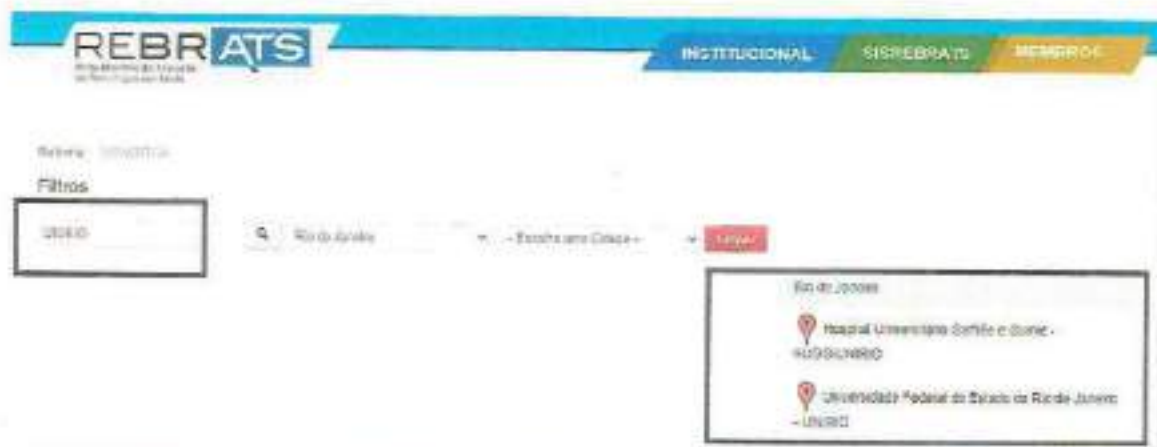 REBRATS
INSTITUCIONAL SISREBRATS MEMBROS
Filtros
UNIRIO
Rio de Janeiro - Escolha uma Cidade -
Rio de Janeiro
Hospital Universitário Gaffrée e Guinle -
HUGG/UNIRIO
Universidade Federal do Estado do Rio de Janeiro
- UNIRIO